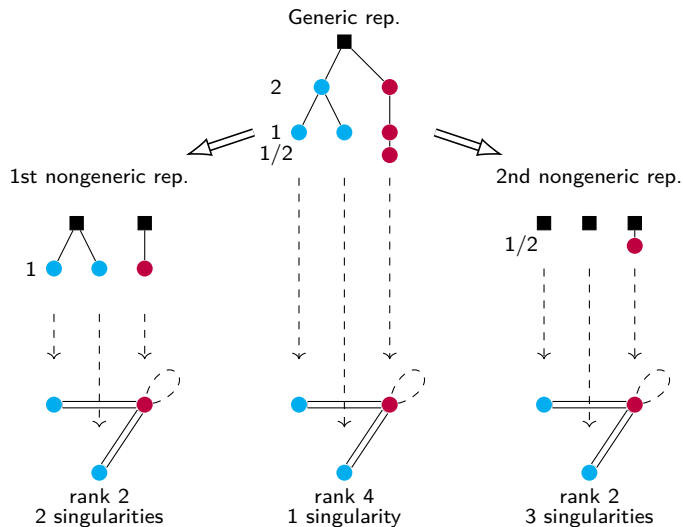 Generic rep.
2
1
1/2
1st nongeneric rep.
2nd nongeneric rep.
1/2
1
rank 2
2 singularities
rank 4
1 singularity
rank 2
3 singularities